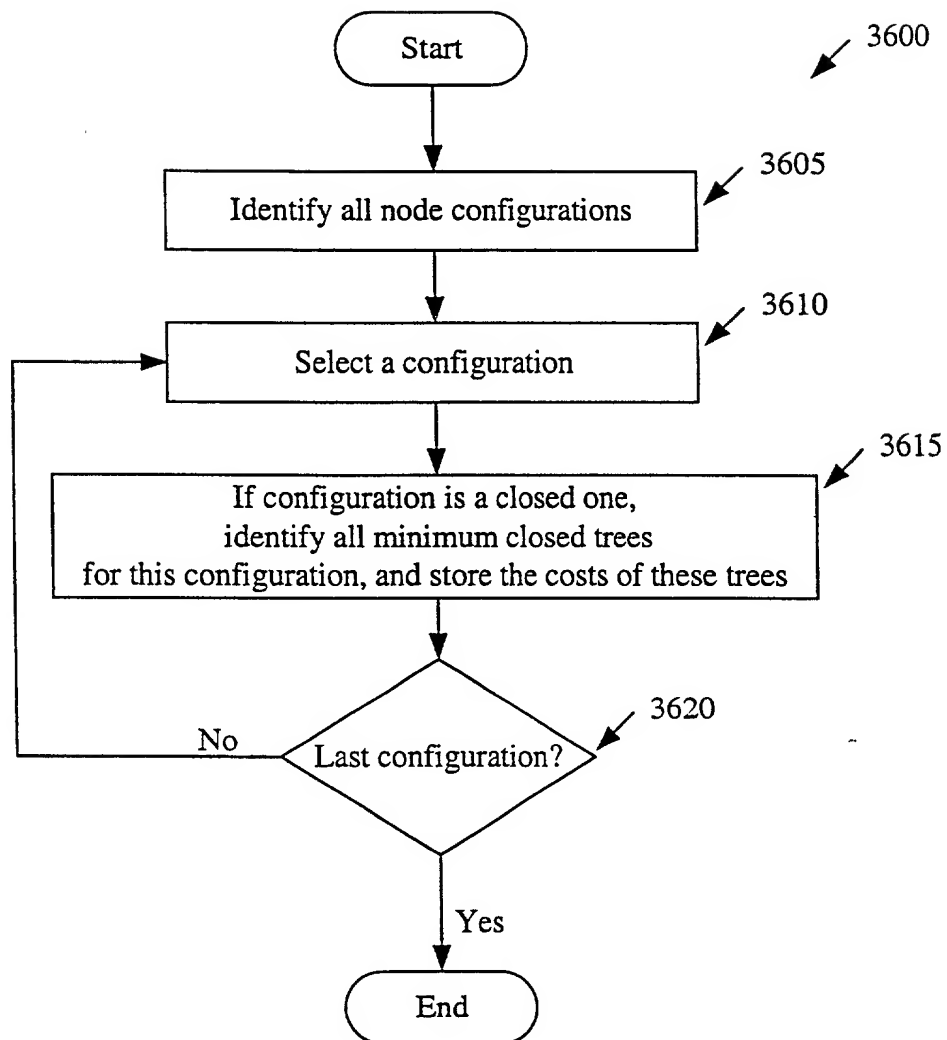 Start
3600
3605
Identify all node configurations
3610
Select a configuration
3615
If configuration is a closed one,
identify all minimum closed trees
for this configuration, and store the costs of these trees
3620
No
Last configuration?
Yes
End